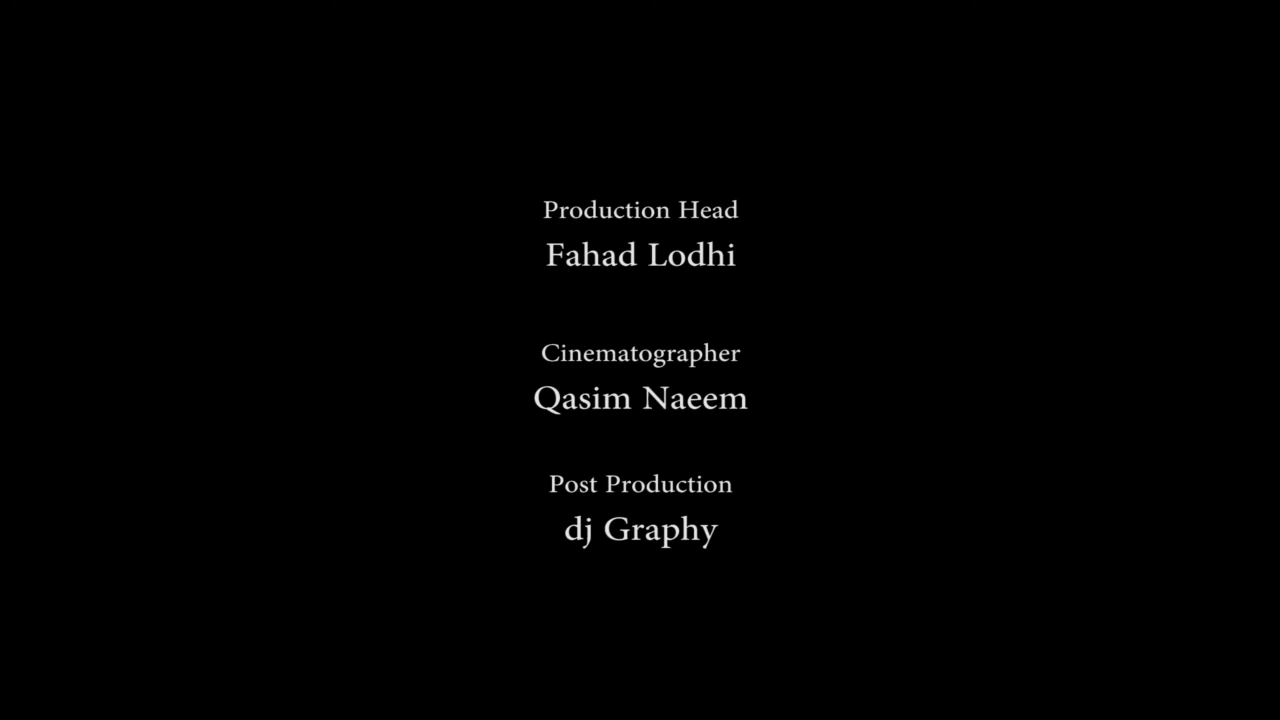 Production Head
Fahad Lodhi
Cinematographer
Qasim Naeem
Post Production
dj Graphy